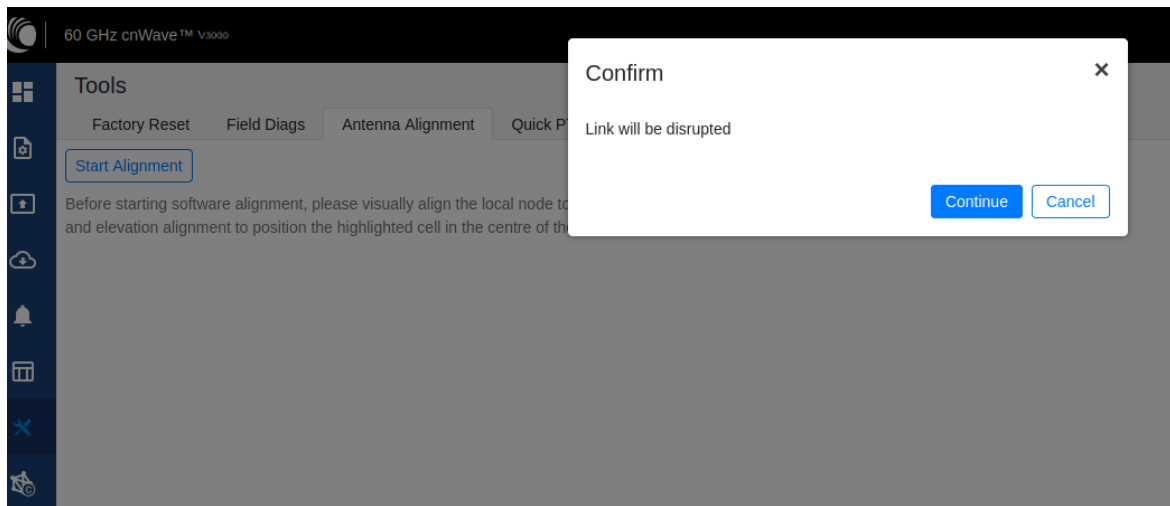 60 GHz cnWave™ V3000
Tools
Factory Reset Field Diags Antenna Alignment Quick
Start Alignment
Before starting software alignment, please visually align the local node to
and elevation alignment to position the highlighted cell in the centre of the
Confirm
Link will be disrupted
Continue Cancel